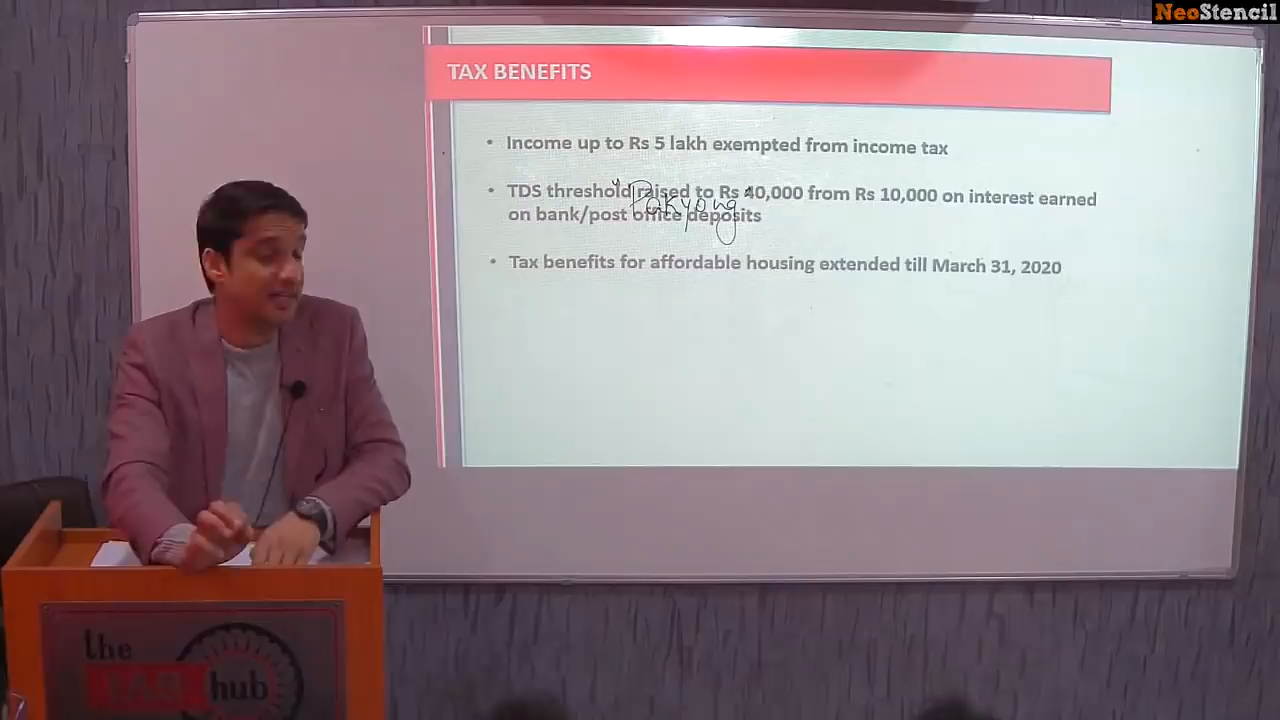 NeoStencil
TAX BENEFITS
• Income up to Rs 5 lakh exempted from income tax
• TDS threshold raised to Rs 40,000 from Rs 10,000 on interest earned
on bank/post office deposits
Pakyong
• Tax benefits for affordable housing extended till March 31, 2020
the
IAS hub